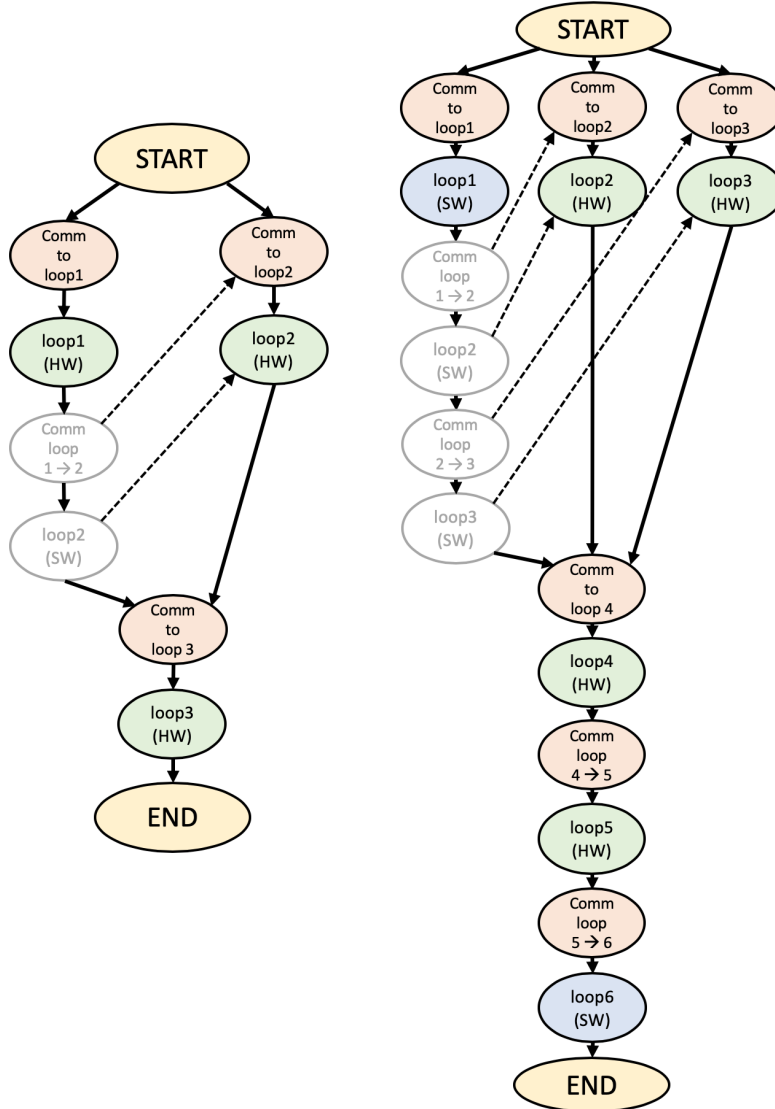 START
Comm
to
loop1
Comm
to
loop2
loop1
(HW)
loop2
(HW)
Comm
loop
1 → 2
loop2
(SW)
Comm
to
loop 3
loop3
(HW)
END
START
Comm
to
loop1
Comm
to
loop2
Comm
to
loop3
loop1
(SW)
loop2
(HW)
loop3
(HW)
Comm
loop
1 → 2
loop2
(SW)
Comm
loop
2 → 3
loop3
(SW)
Comm
to
loop 4
loop4
(HW)
Comm
loop
4 → 5
loop5
(HW)
Comm
loop
5 → 6
loop6
(SW)
END